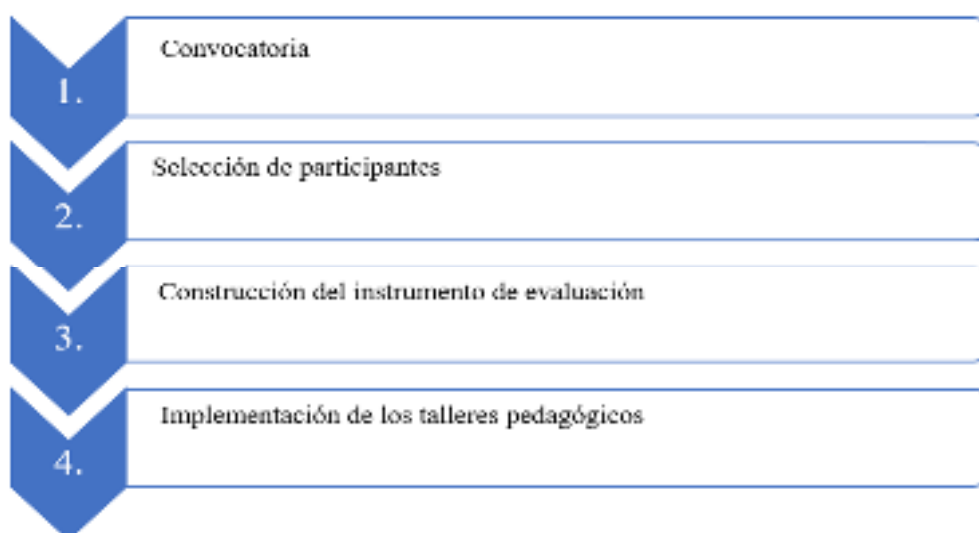 1.
Convocatoria
2.
Selección de participantes
3.
Construcción del instrumento de evaluación
4.
Implementación de los talleres pedagógicos